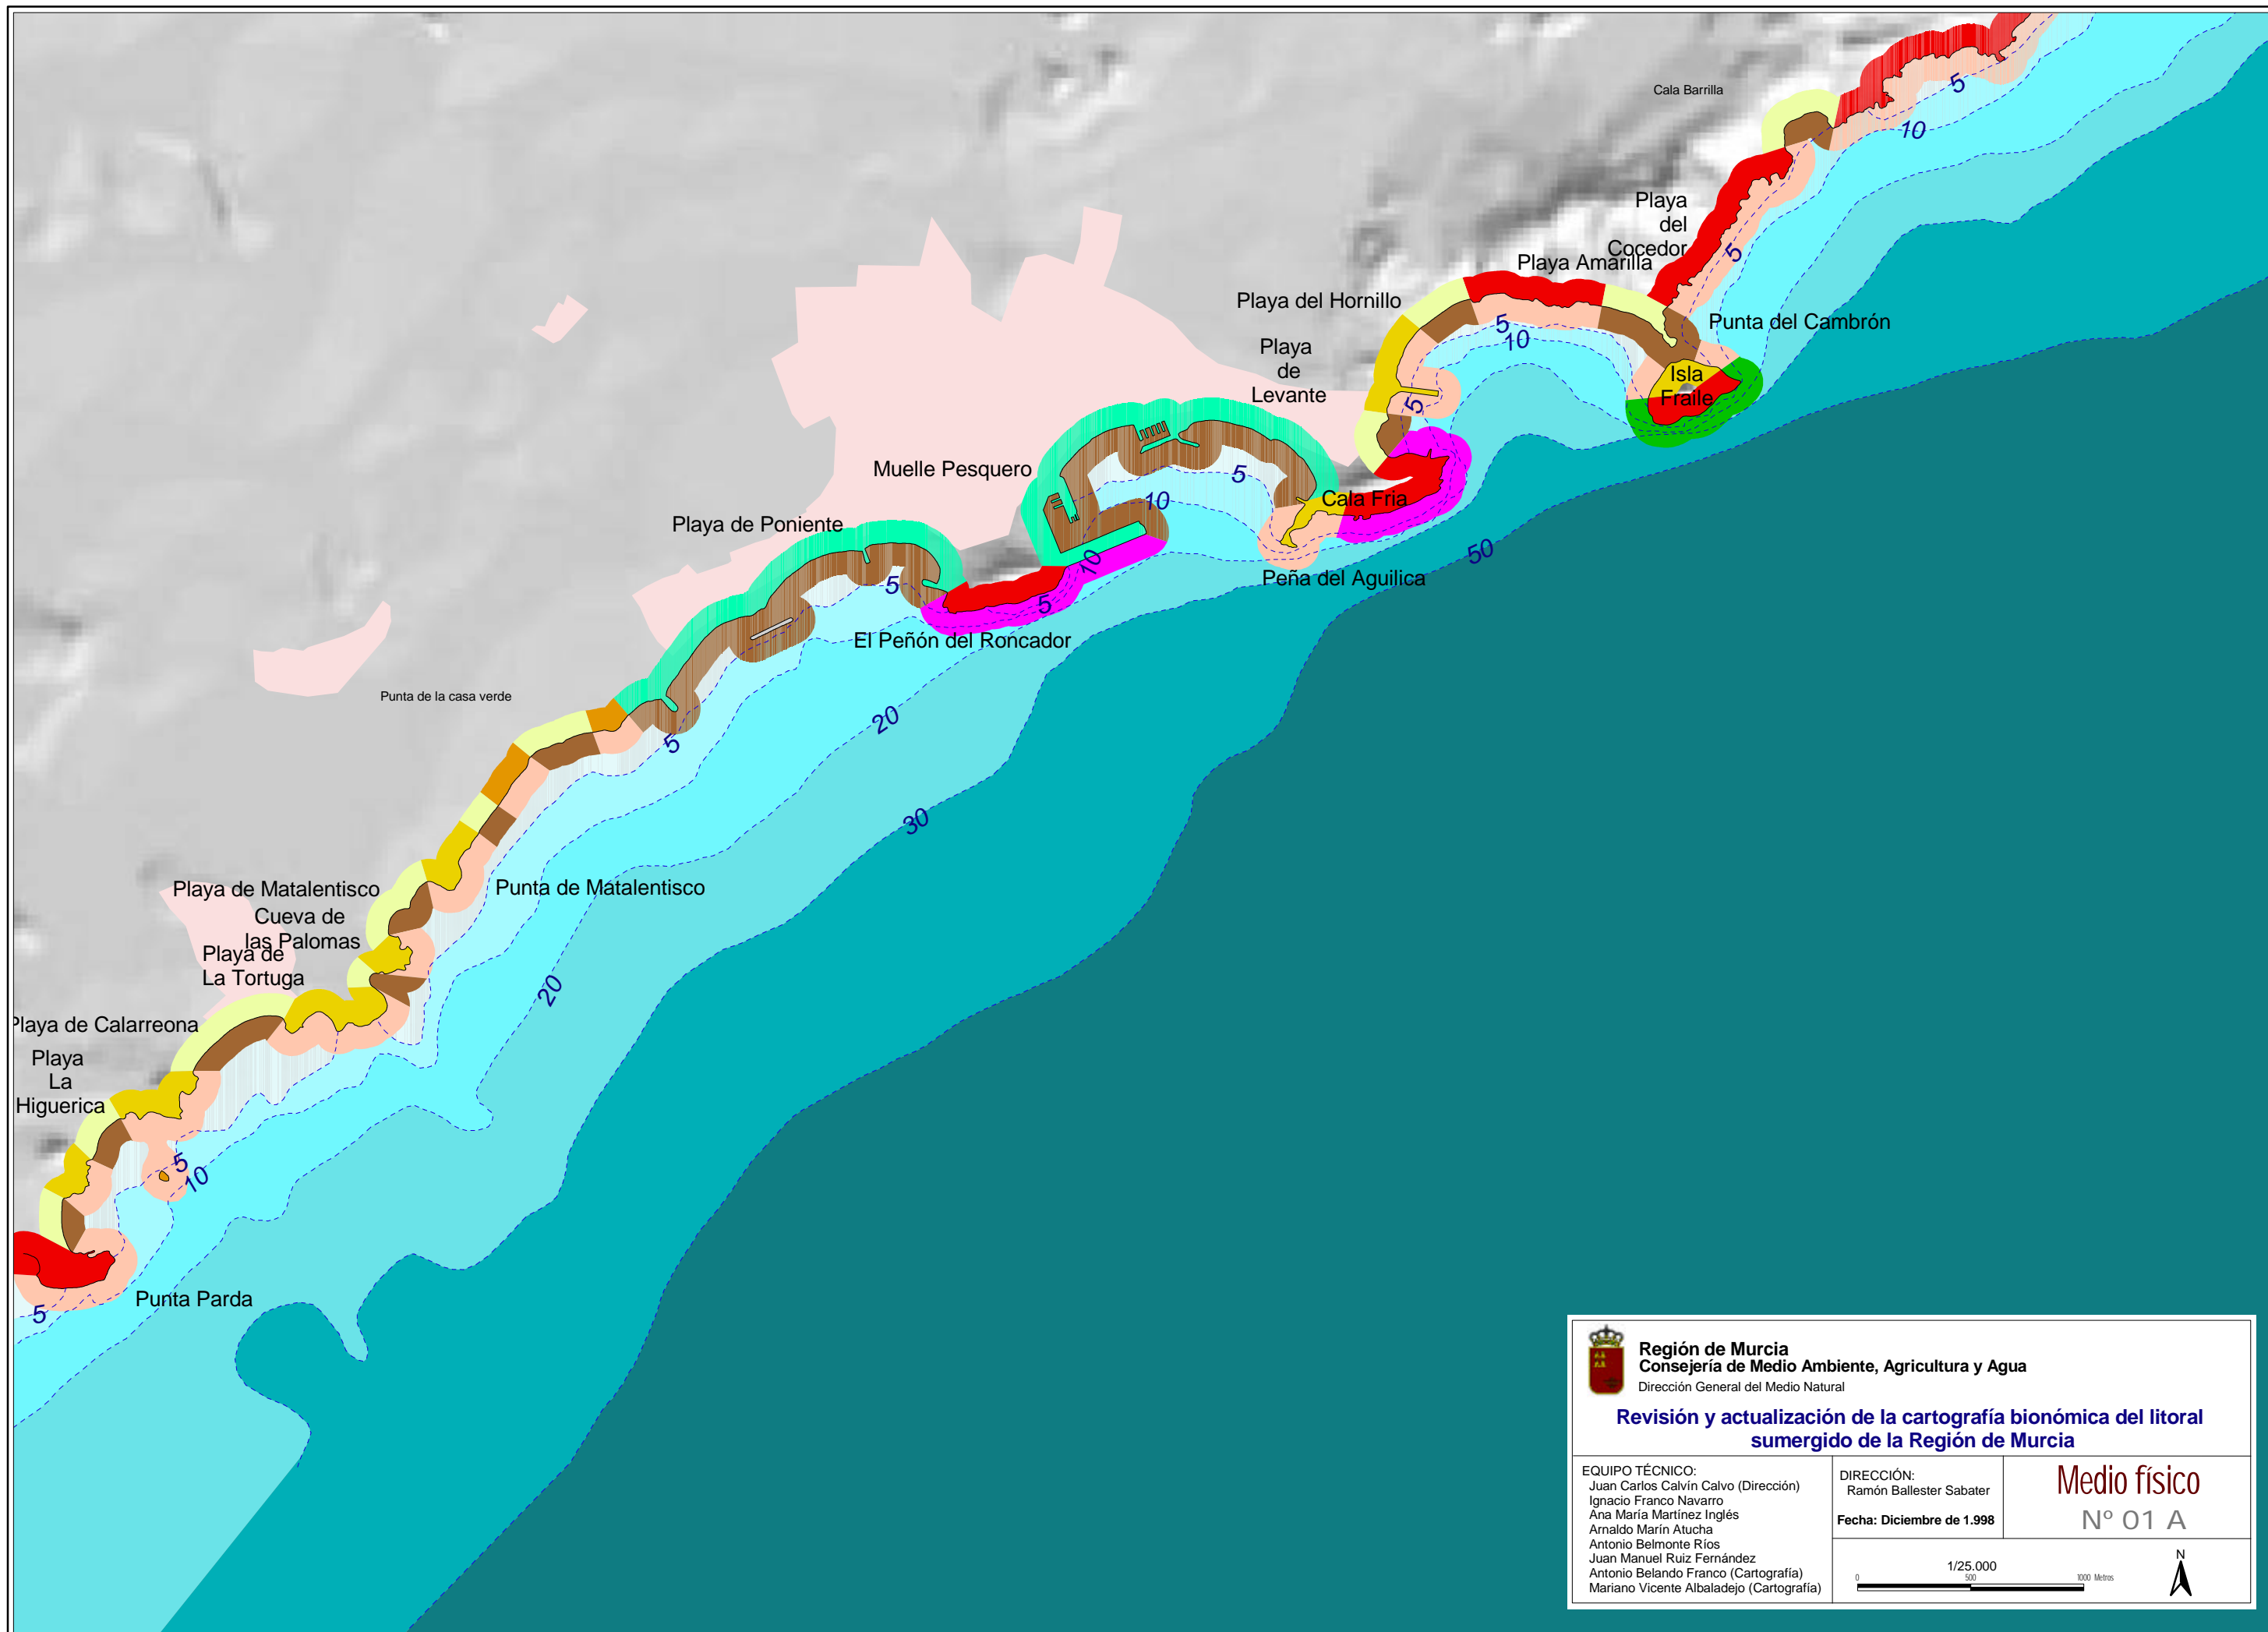 Cala Barrilla
5
10
Playa
del
Cocedor
5
Playa Amarilla
Playa del Hornillo
5
10
Punta del Cambrón
Playa
de
Levante
Isla
Fraile
5
Muelle Pesquero
5
10
Cala Fria
Playa de Poniente
50
10
Peña del Aguilica
5
5
El Peñón del Roncador
Punta de la casa verde
20
5
30
Playa de Matalentisco
Punta de Matalentisco
Cueva de
las Palomas
Playa de
La Tortuga
20
Playa de Calarreona
Playa
La
Higuerica
5
10
Punta Parda
5
Región de Murcia
Consejería de Medio Ambiente, Agricultura y Agua
Dirección General del Medio Natural
Revisión y actualización de la cartografía bionómica del litoral
sumergido de la Región de Murcia
EQUIPO TÉCNICO:
Juan Carlos Calvín Calvo (Dirección)
Ignacio Franco Navarro
Ana María Martínez Inglés
Arnaldo Marín Atucha
Antonio Belmonte Ríos
Juan Manuel Ruiz Fernández
Antonio Belando Franco (Cartografía)
Mariano Vicente Albaladejo (Cartografía)
DIRECCIÓN:
Ramón Ballester Sabater
Fecha: Diciembre de 1.998
Medio físico
Nº 01 A
1/25.000
0 500 1000 Metros
N